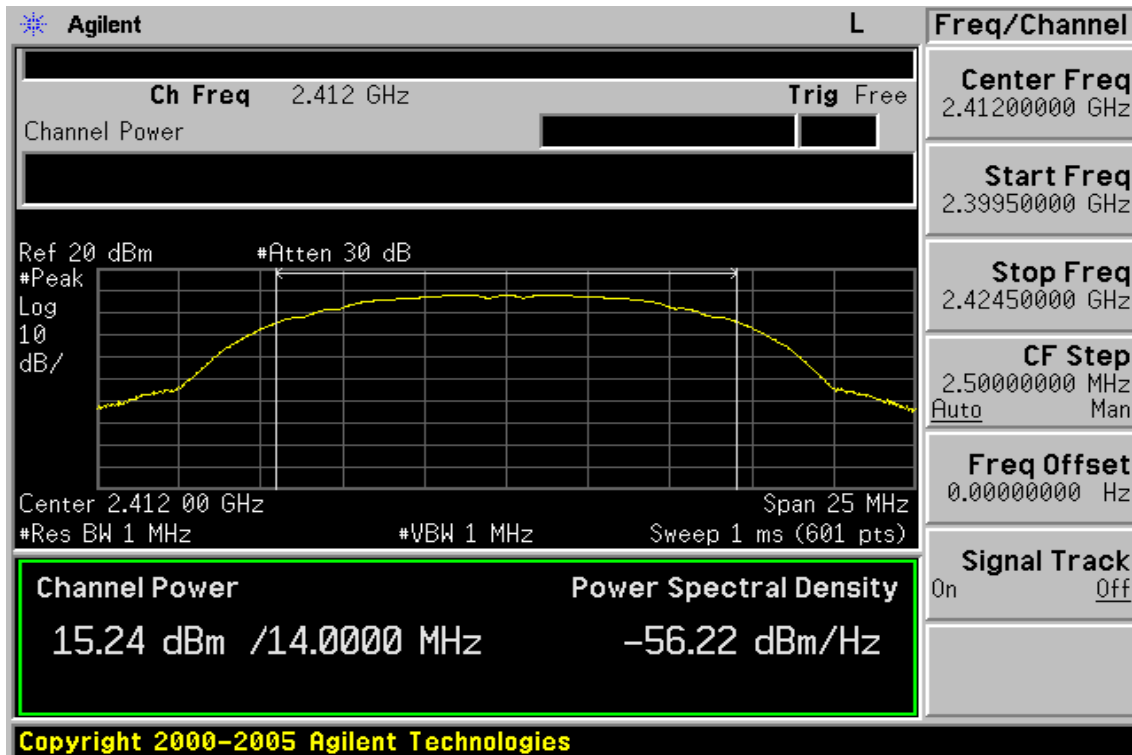 Agilent L Freq/Channel
Ch Freq 2.412 GHz Trig Free
Channel Power
Center Freq
2.41200000 GHz
Start Freq
2.39950000 GHz
Stop Freq
2.42450000 GHz
CF Step
2.50000000 MHz
Auto Man
Freq Offset
0.00000000 Hz
Signal Track
On Off
Ref 20 dBm #Atten 30 dB
#Peak
Log
10
dB/
Center 2.412 00 GHz Span 25 MHz
#Res BW 1 MHz #VBW 1 MHz Sweep 1 ms (601 pts)
Channel Power Power Spectral Density
15.24 dBm /14.0000 MHz -56.22 dBm/Hz
Copyright 2000-2005 Agilent Technologies